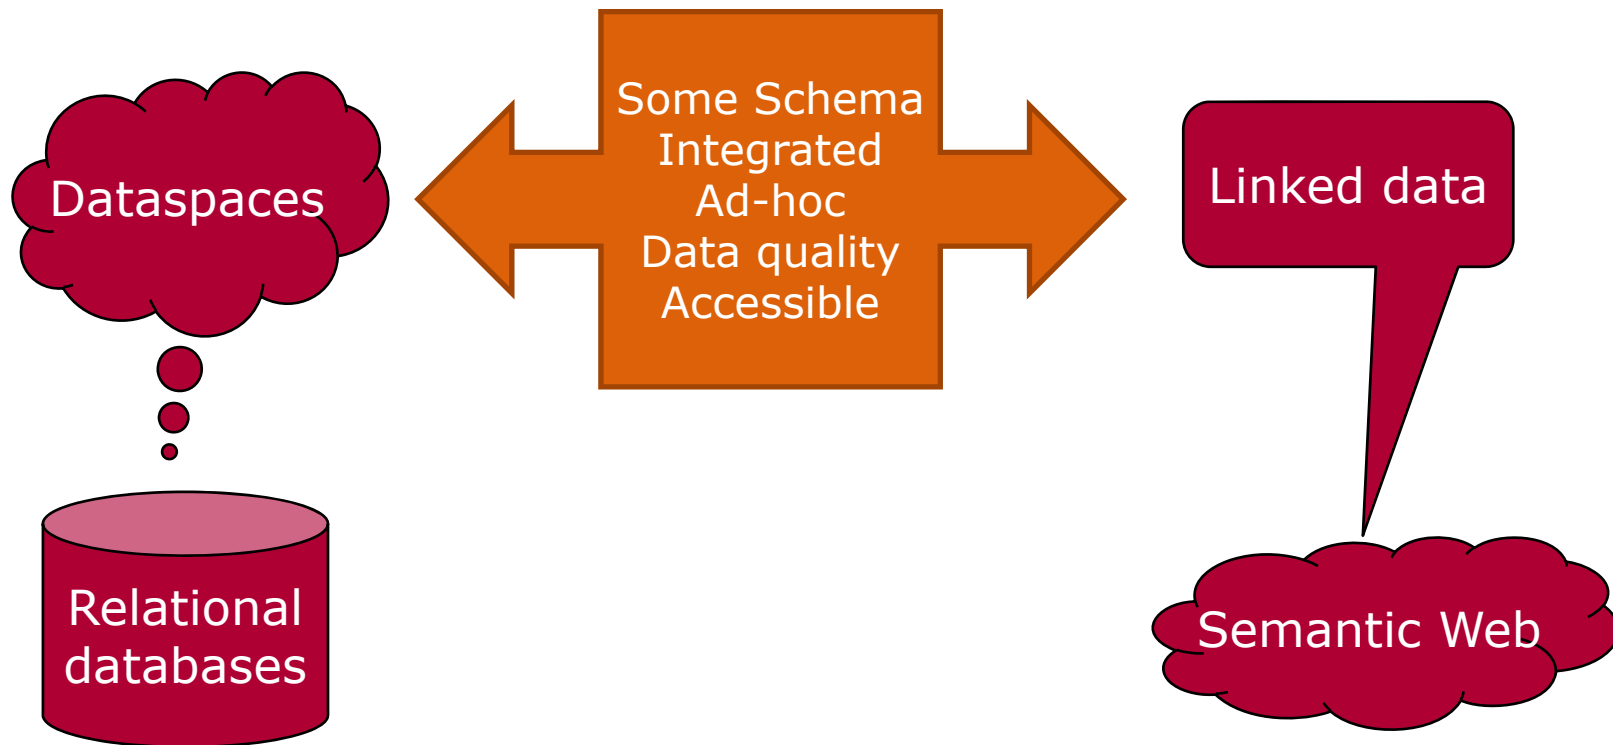 Dataspaces
Some Schema
Integrated
Ad-hoc
Data quality
Accessible
Linked data
Relational
databases
Semantic Web